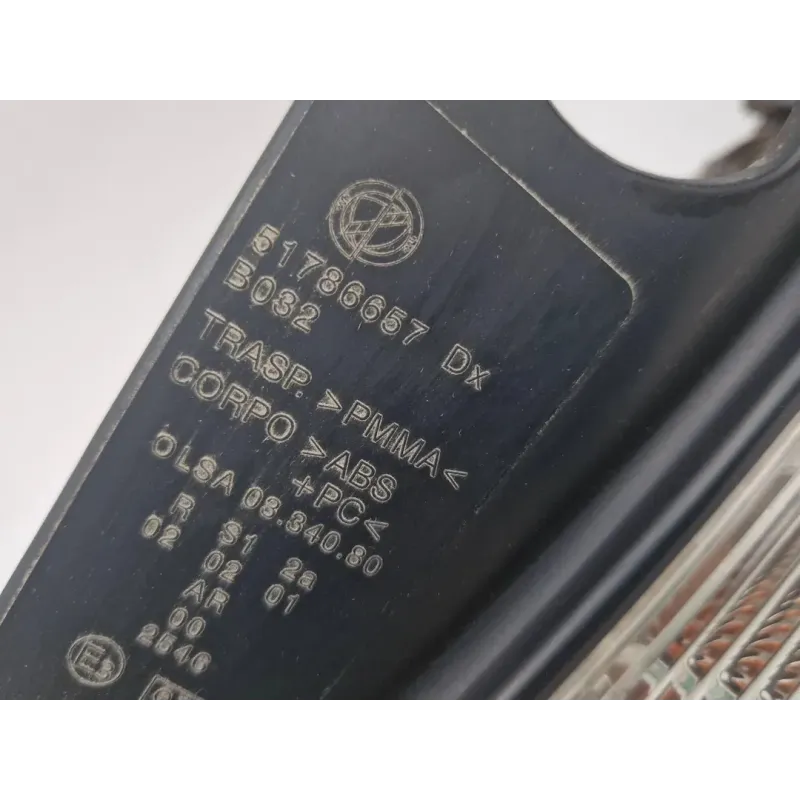 51786657 Dx
B032
TRASP. >PMMA<
CORPO >ABS
+PC<
OLSA 03.340.80
R S1 2a
02 02 01
AR
00
2546
E3